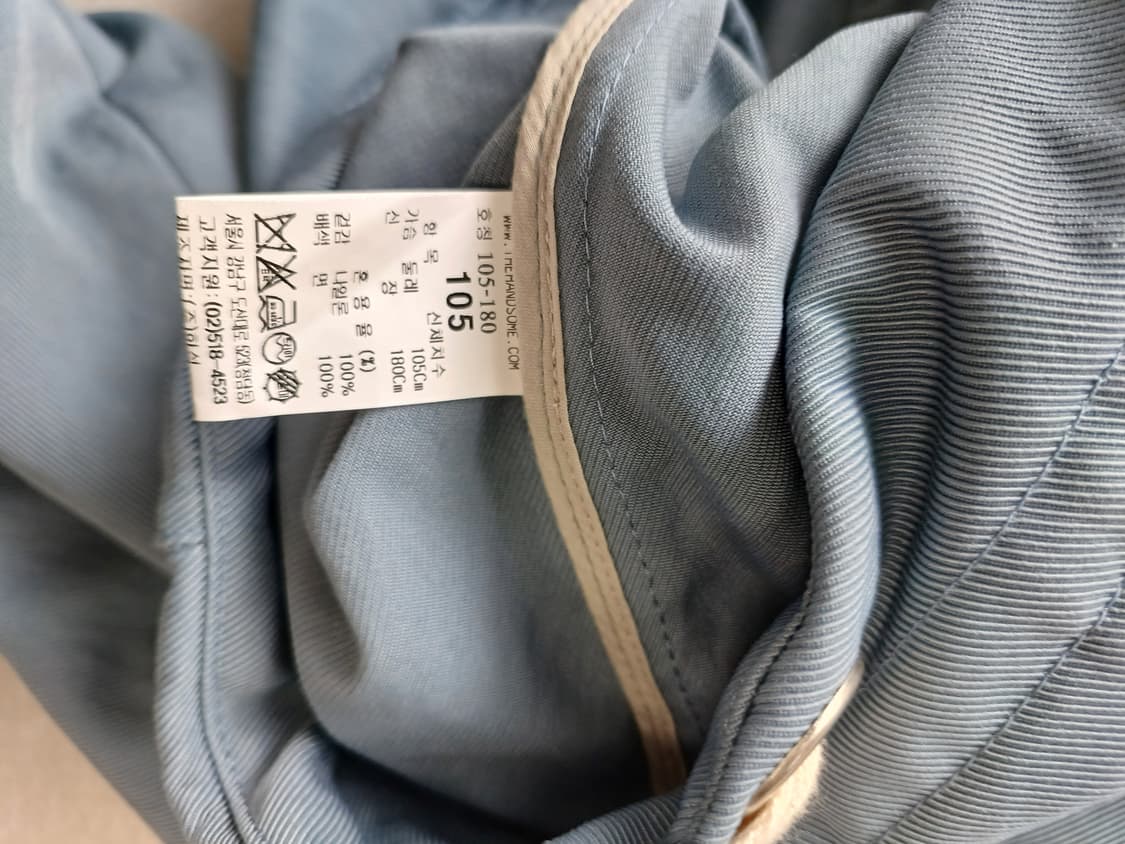 www.THEHANDSOME.COM
호칭 105-180
105
항 목 신체치수
가슴 둘레 105Cm
신 장 180Cm
혼 용 율 (%)
겉감 나일론 100%
배색 면 100%
고객지원:(02)518-4523